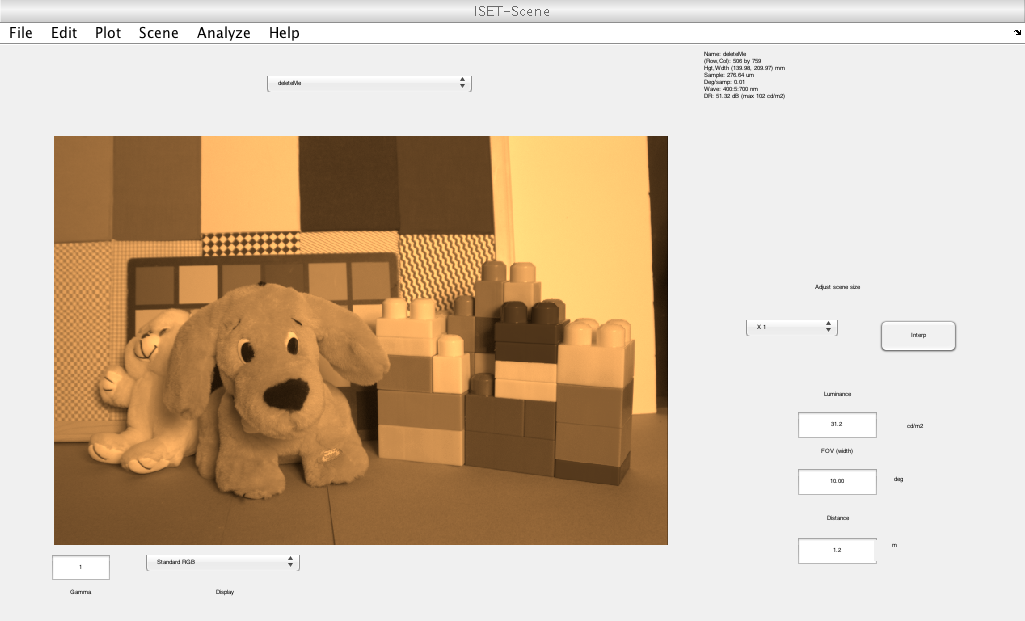 ISET-Scene
File Edit Plot Scene Analyze Help
Name: deleteMe
(Row,Col): 506 by 759
Hgt,Wdth (139.98, 209.97) mm
Sample: 276.64 um
Deg/samp: 0.01
Wave: 400:5:700 nm
DR: 51.32 dB (max 102 cd/m2)
deleteMe
Adjust scene size
X 1
Interp
Luminance
31.2
cd/m2
FOV (width)
10.00
deg
Distance
1.2
m
1
Standard RGB
Gamma
Display